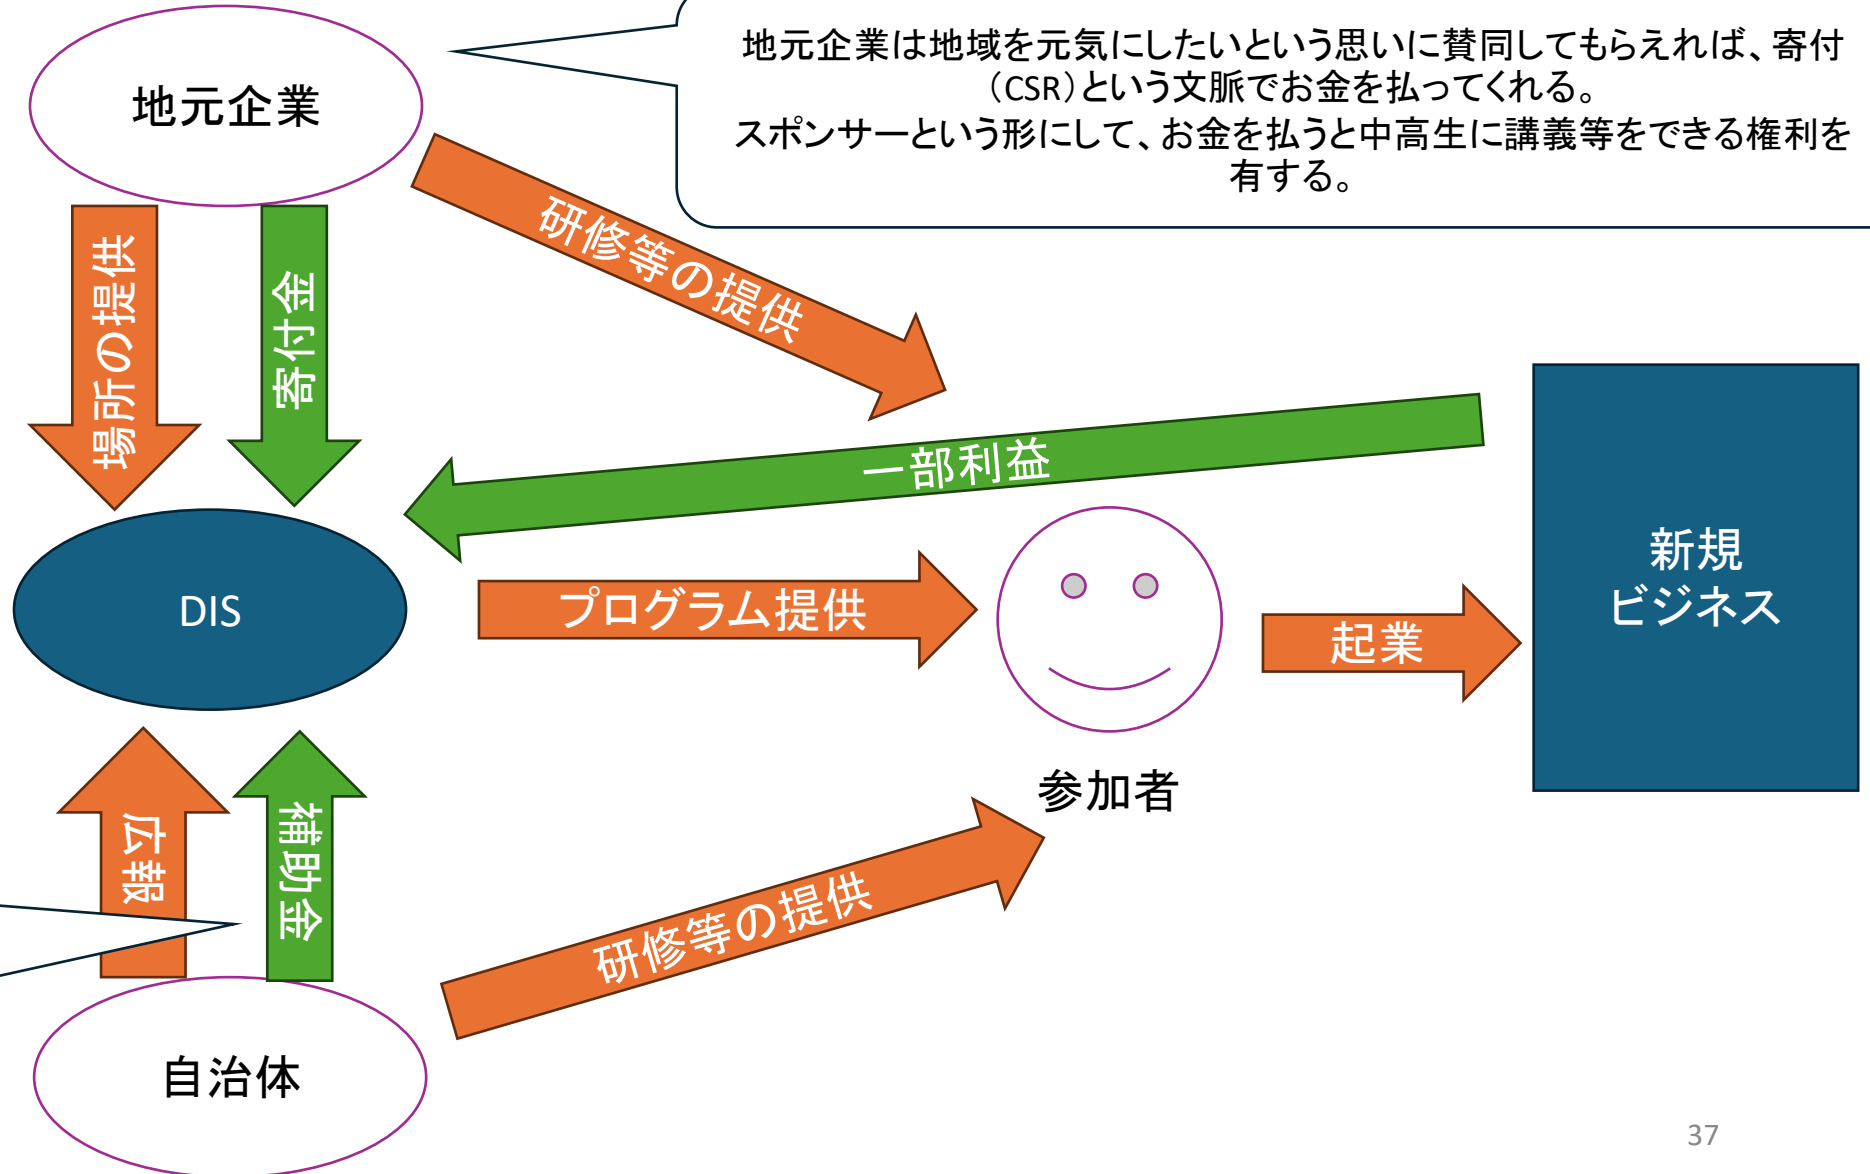 地元企業
地元企業は地域を元気にしたいという思いに賛同してもらえれば、寄付
（CSR）という文脈でお金を払ってくれる。
スポンサーという形にして、お金を払うと中高生に講義等をできる権利を
有する。
場所の提供
寄付金
研修等の提供
一部利益
DIS
プログラム提供
起業
新規
ビジネス
参加者
広報
補助金
研修等の提供
自治体
37